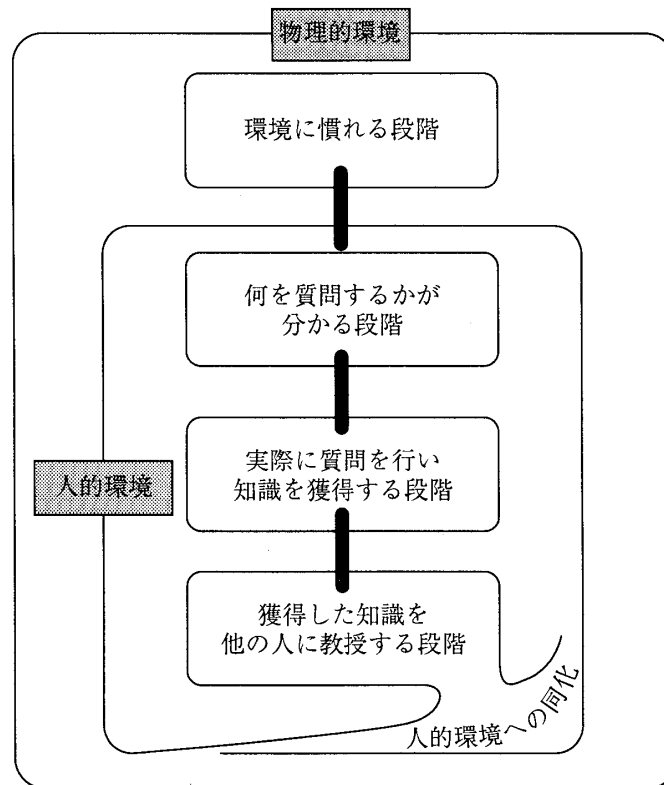 物理的環境
環境に慣れる段階
何を質問するかが
分かる段階
人的環境
実際に質問を行い
知識を獲得する段階
獲得した知識を
他の人に教授する段階
人的環境への同化